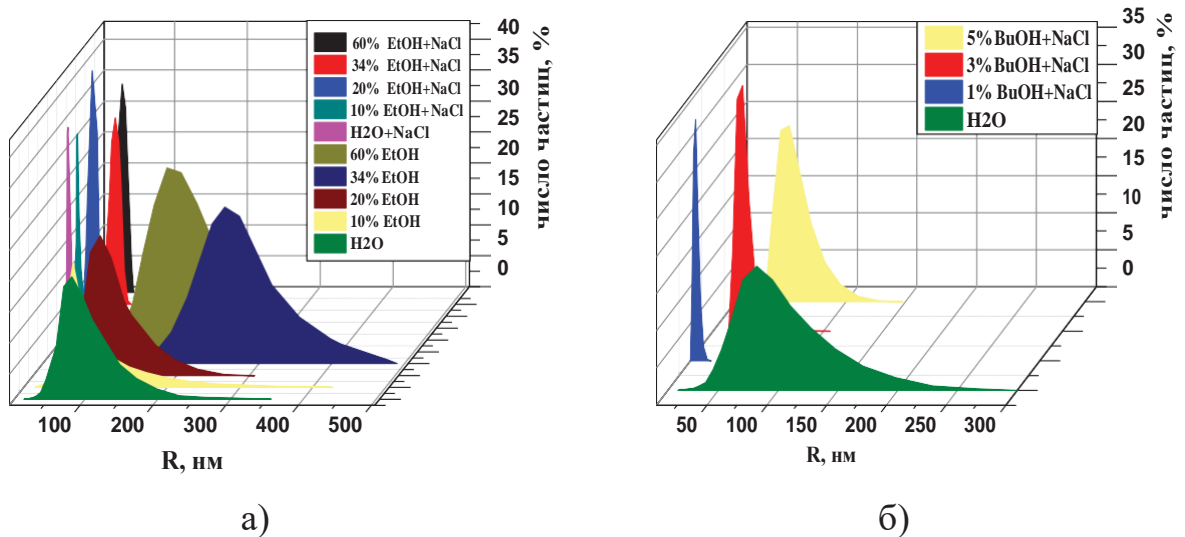 60% EtOH+NaCl
34% EtOH+NaCl
20% EtOH+NaCl
10% EtOH+NaCl
H2O+NaCl
60% EtOH
34% EtOH
20% EtOH
10% EtOH
H2O
40
35
30
25
20
15
10
5
0
число частиц, %
100 200 300 400 500
R, нм
а)
5% BuOH+NaCl
3% BuOH+NaCl
1% BuOH+NaCl
H2O
35
30
25
20
15
10
5
0
число частиц, %
50 100 150 200 250 300
R, нм
б)